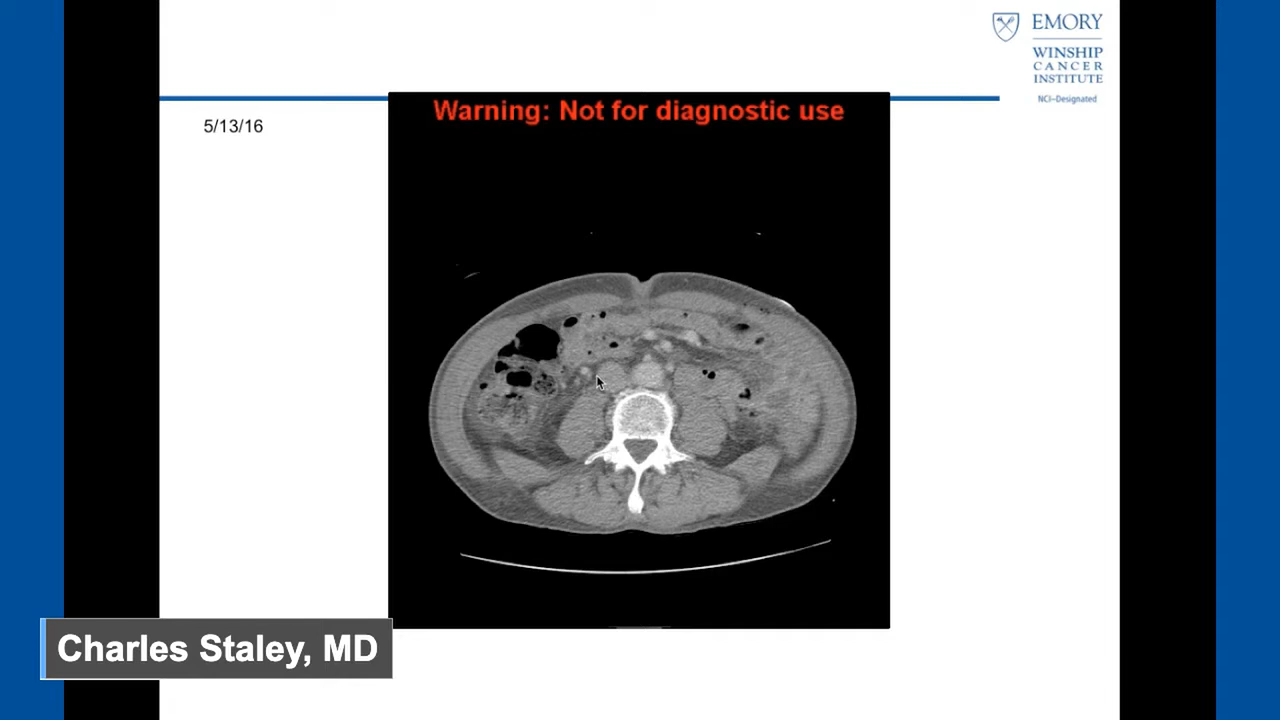 EMORY
WINSHIP
CANCER
INSTITUTE
NCI–Designated
Warning: Not for diagnostic use
5/13/16
Charles Staley, MD